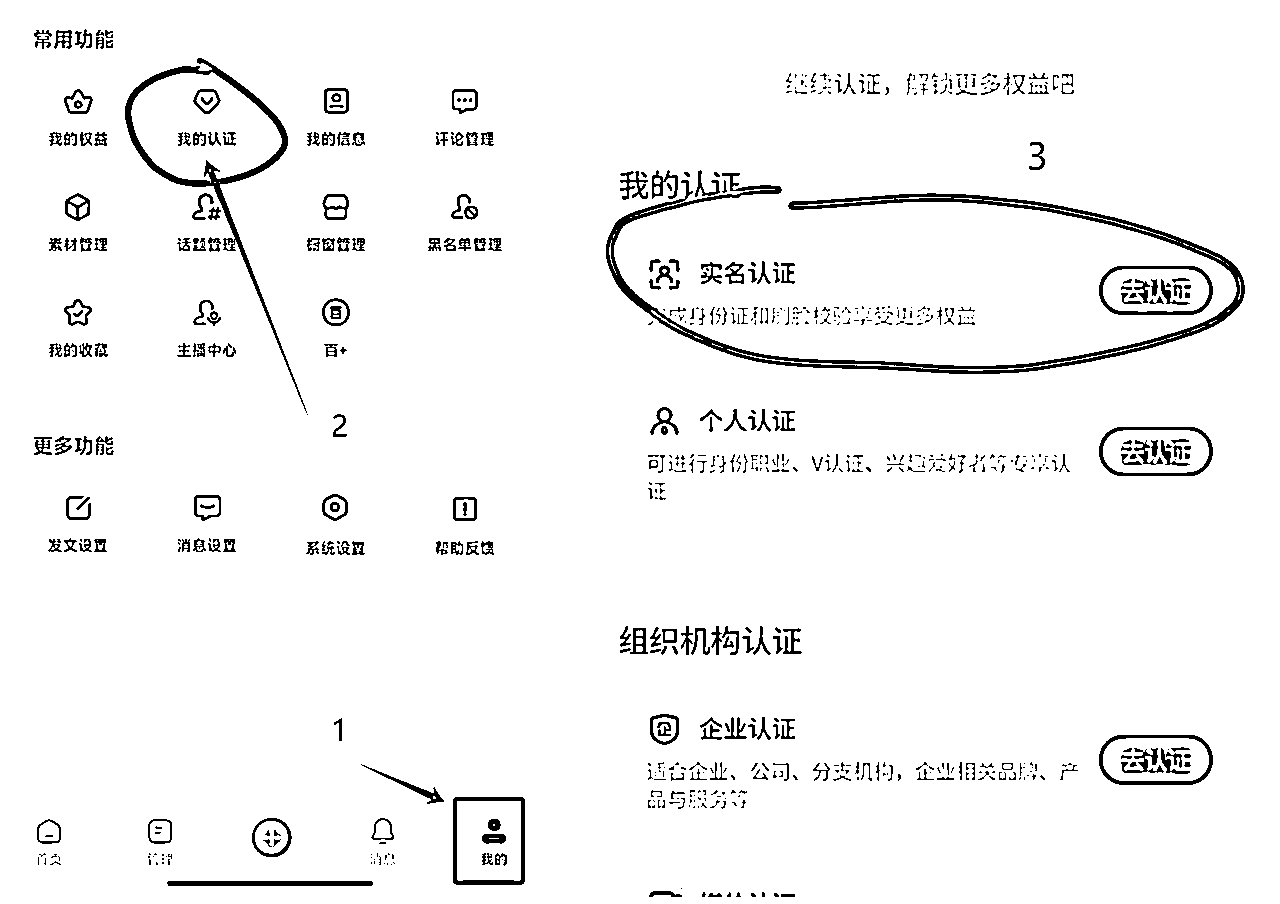 常用功能
我的权益 我的认证 我的信息 评论管理
素材管理 话题管理 橱窗管理 黑名单管理
我的收藏 主播中心 百+
2
更多功能
发文设置 消息设置 系统设置 帮助反馈
1
首页 管理 消息 我的
继续认证，解锁更多权益吧
3
我的认证
实名认证
去认证
完成身份证和刷脸校验享受更多权益
个人认证
去认证
可进行身份职业、V认证、兴趣爱好者等专享认
证
组织机构认证
企业认证
去认证
适合企业、公司、分支机构，企业相关品牌、产
品与服务等